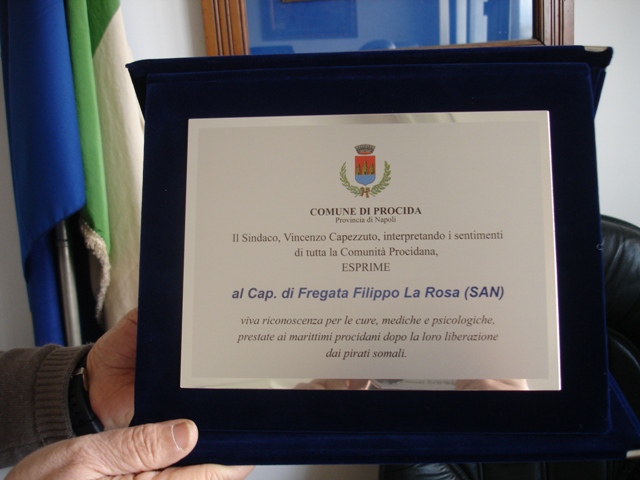 COMUNE DI PROCIDA
Provincia di Napoli
Il Sindaco, Vincenzo Capezzuto, interpretando i sentimenti
di tutta la Comunità Procidana,
ESPRIME
al Cap. di Fregata Filippo La Rosa (SAN)
viva riconoscenza per le cure, mediche e psicologiche,
prestate ai marittimi procidani dopo la loro liberazione
dai pirati somali.